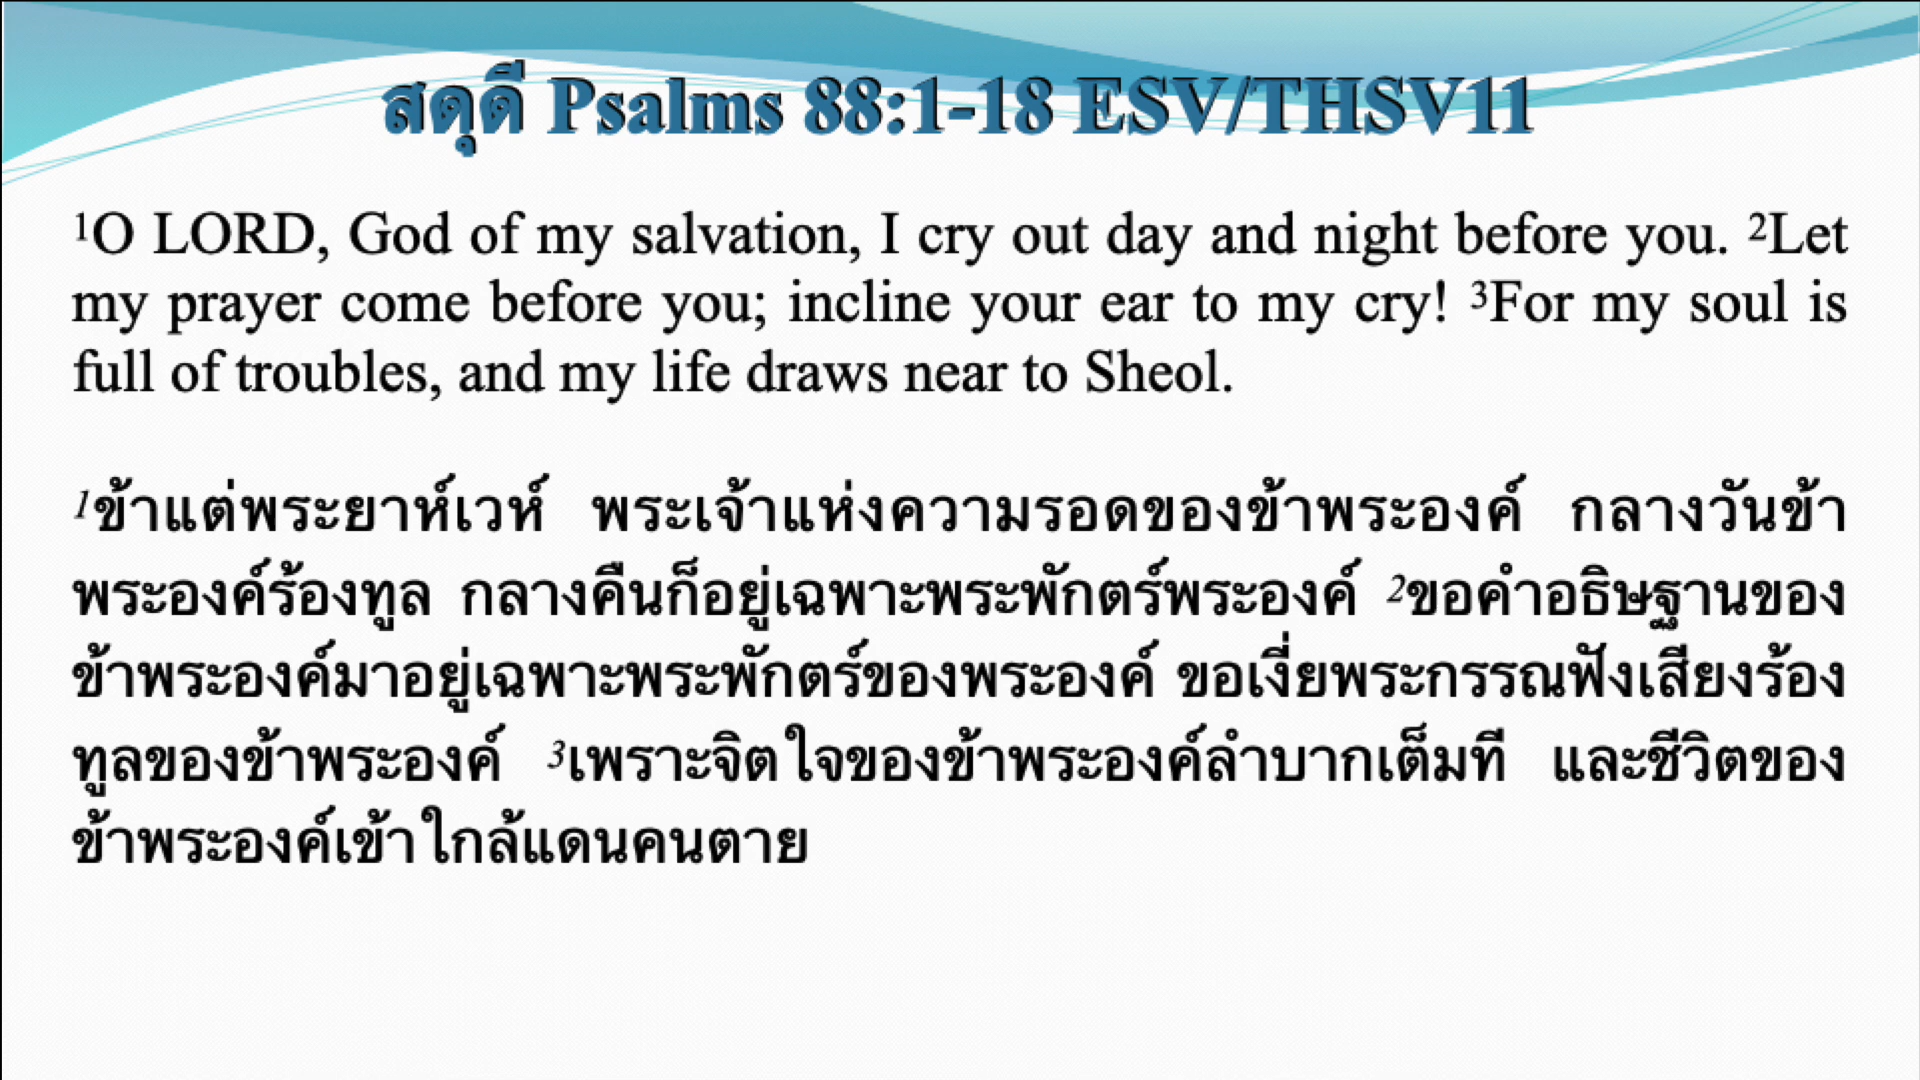 สดุดี Psalms 88:1-18 ESV/THSV11
¹O LORD, God of my salvation, I cry out day and night before you. ²Let
my prayer come before you; incline your ear to my cry! ³For my soul is
full of troubles, and my life draws near to Sheol.
¹ข้าแต่พระยาห์เวห์ พระเจ้าแห่งความรอดของข้าพระองค์ กลางวันข้า
พระองค์ร้องทูล กลางคืนก็อยู่เฉพาะพระพักตร์พระองค์ ²ขอคำอธิษฐานของ
ข้าพระองค์มาอยู่เฉพาะพระพักตร์ของพระองค์ ขอเงี่ยพระกรรณฟังเสียงร้อง
ทูลของข้าพระองค์ ³เพราะจิตใจของข้าพระองค์ลำบากเต็มที และชีวิตของ
ข้าพระองค์เข้าใกล้แดนคนตาย